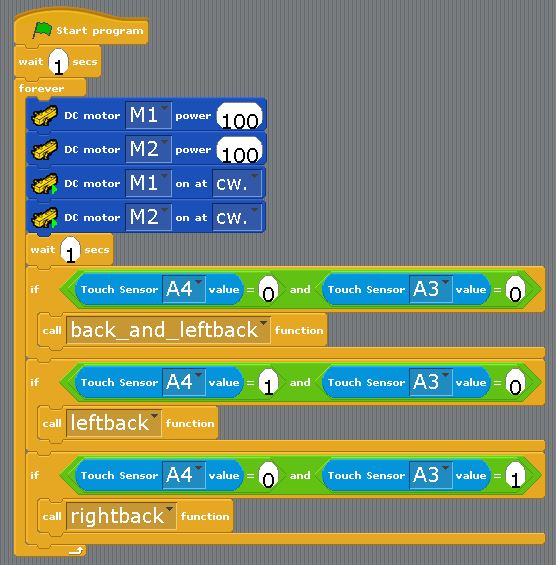 Start program
wait 1 secs
forever
DC motor M1 power 100
DC motor M2 power 100
DC motor M1 on at cw.
DC motor M2 on at cw.
wait 1 secs
if Touch Sensor A4 value = 0 and Touch Sensor A3 value = 0
call back_and_leftback function
if Touch Sensor A4 value = 1 and Touch Sensor A3 value = 0
call leftback function
if Touch Sensor A4 value = 0 and Touch Sensor A3 value = 1
call rightback function